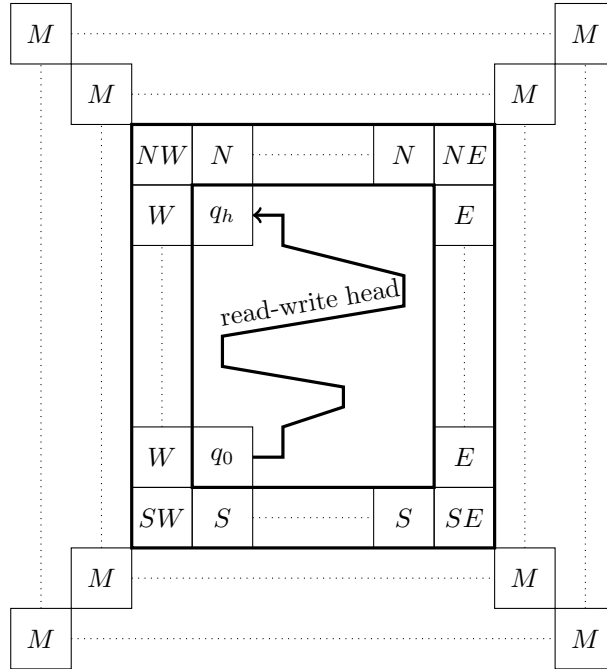 M M
M M
NW N N NE
W q_h E
read-write head
W q_0 E
SW S S SE
M M
M M